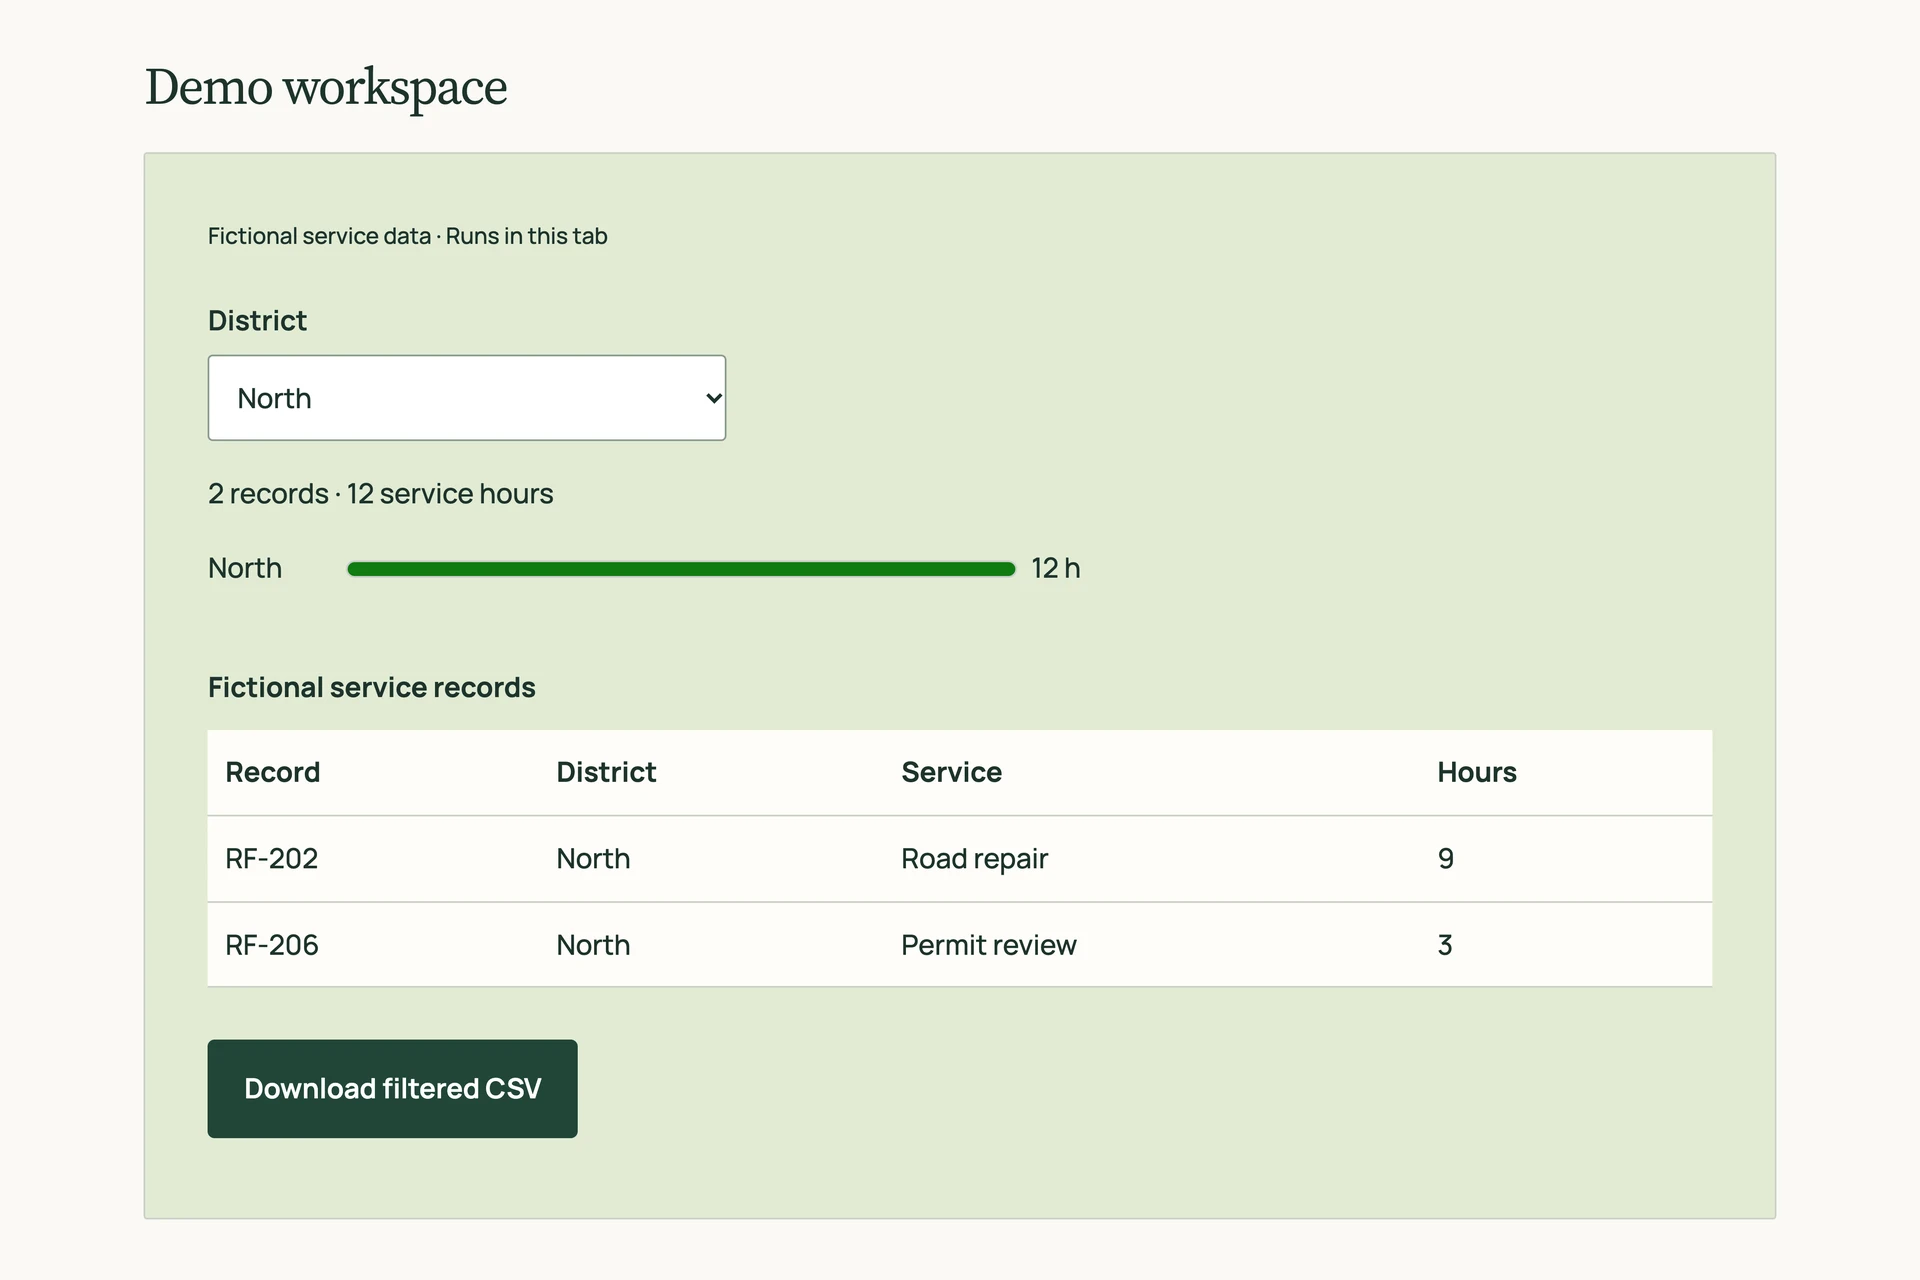 Demo workspace
Fictional service data · Runs in this tab
District
North
2 records · 12 service hours
North 12 h
Fictional service records
Record District Service Hours
RF-202 North Road repair 9
RF-206 North Permit review 3
Download filtered CSV